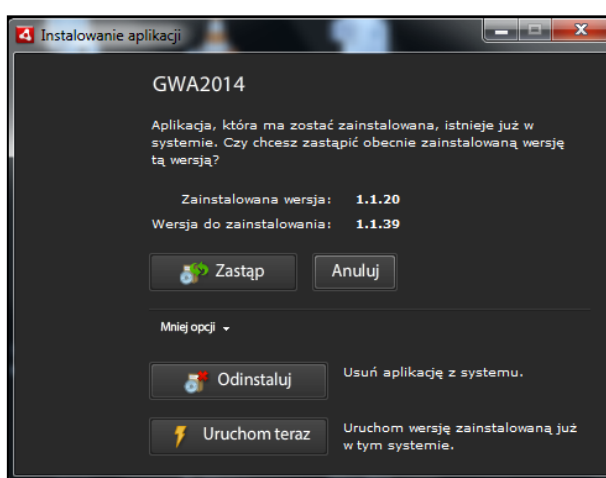 Instalowanie aplikacji
GWA2014
Aplikacja, która ma zostać zainstalowana, istnieje już w
systemie. Czy chcesz zastąpić obecnie zainstalowaną wersję
tą wersją?
Zainstalowana wersja: 1.1.20
Wersja do zainstalowania: 1.1.39
Zastąp Anuluj
Mniej opcji
Odinstaluj Usuń aplikację z systemu.
Uruchom teraz Uruchom wersję zainstalowaną już
w tym systemie.